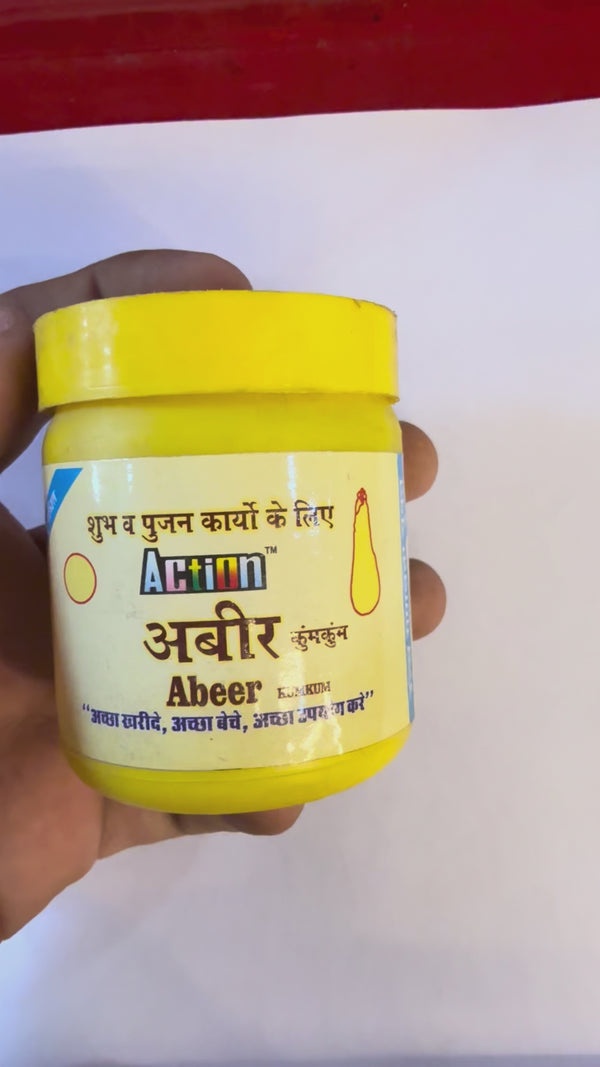 शुभ व पुजन कार्यो के लिए
Action™
अबीर कुंमकुंम
Abeer KUMKUM
“अच्छा खरीदे, अच्छा बेचे, अच्छा उपयोग करे”